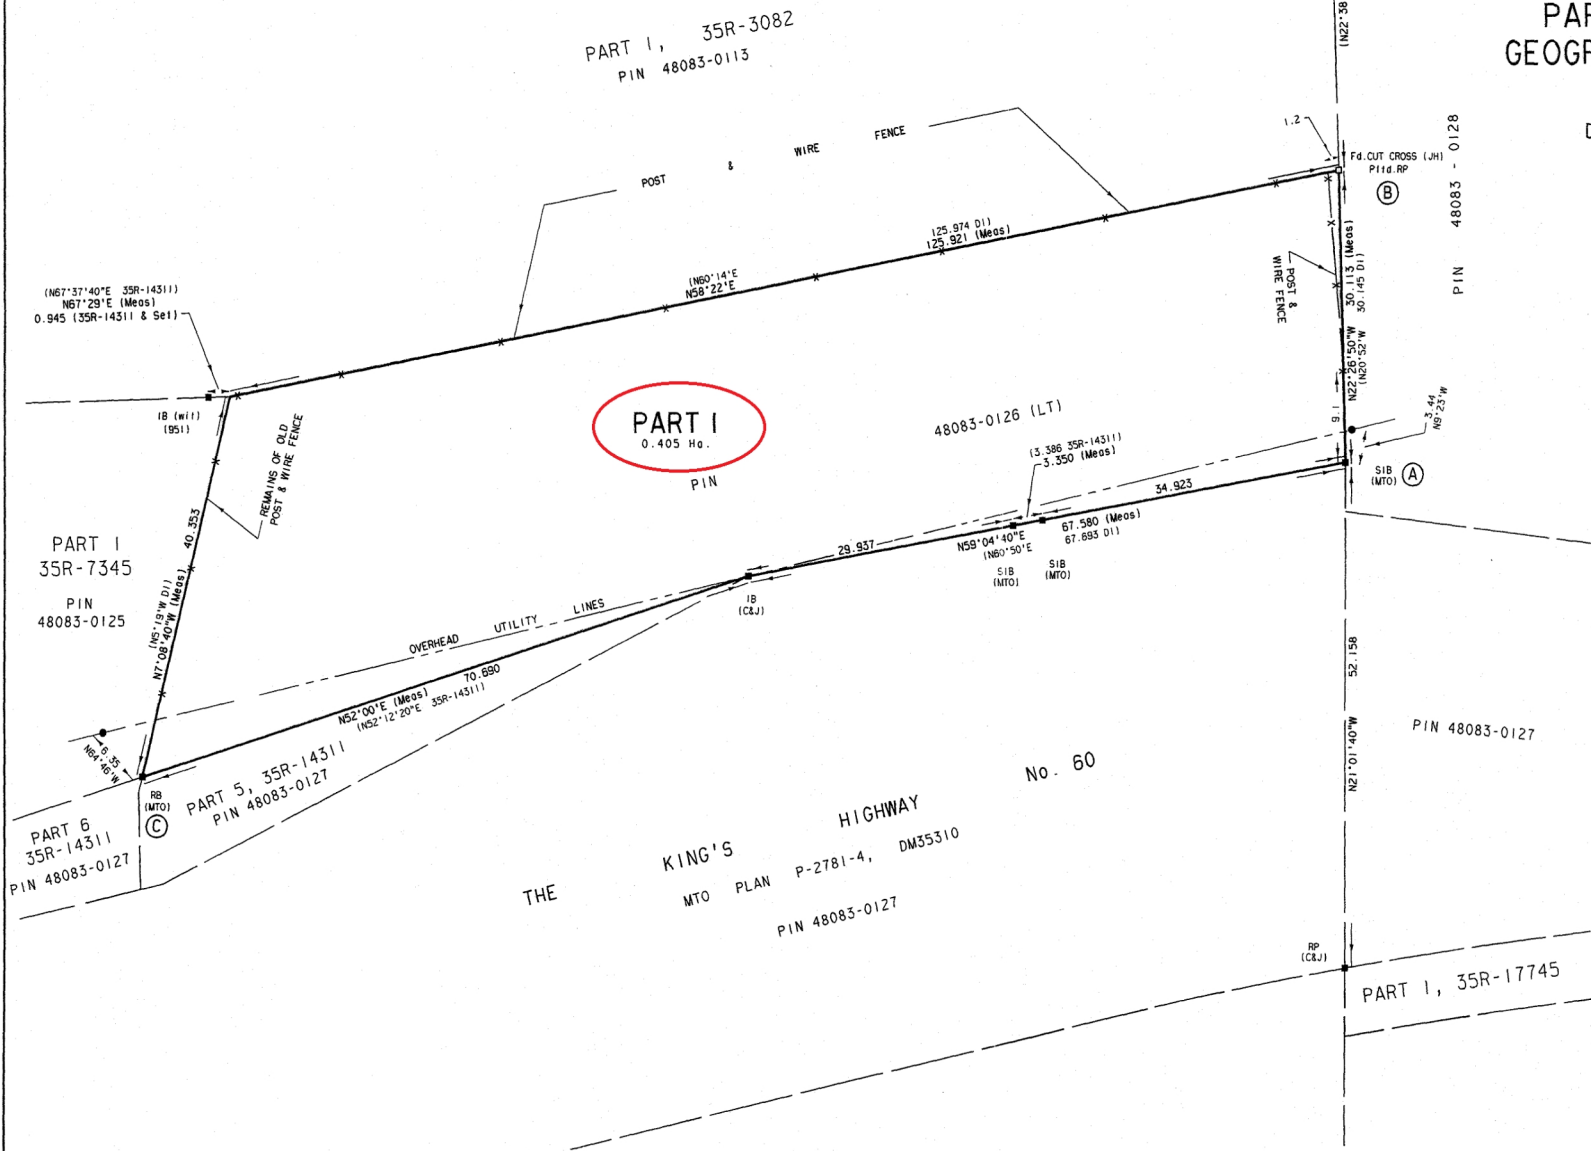 PART 1, 35R-3082
PIN 48083-0113
(N22°38
PAR
GEOGR
D
POST & WIRE FENCE
1.2
Fd.CUT CROSS (JH)
Pltd.RP
B
PIN 48083 - 0128
125.974 D1)
125.921 (Meas)
(N60°14'E
N58°22'E
POST &
WIRE FENCE
30.113 (Meas)
30.145 D1)
N22°26'50"W
(N20°52'W
(N67°37'40"E 35R-14311)
N67°29'E (Meas)
0.945 (35R-14311 & Set)
IB (wit)
(951)
REMAINS OF OLD
POST & WIRE FENCE
PART 1
0.405 Ha.
PIN
48083-0126 (LT)
(3.386 35R-14311)
3.350 (Meas)
1.9
3.44
N9°23'W
SIB
(MTO)
A
34.923
67.580 (Meas)
67.693 D1)
N59°04'40"E
(N60°50'E
SIB
(MTO)
SIB
(MTO)
29.937
IB
(C&J)
40.353
(N5°19'W D1)
N7°08'40"W (Meas)
PART 1
35R-7345
PIN
48083-0125
OVERHEAD UTILITY LINES
70.690
N52°00'E (Meas)
(N52°12'20"E 35R-14311)
6.35
N64°46'W
RB
(MTO)
C
PART 5, 35R-14311
PIN 48083-0127
PART 6
35R-14311
PIN 48083-0127
52.158
N21°01'40"W
PIN 48083-0127
THE KING'S HIGHWAY No. 60
MTO PLAN P-2781-4, DM35310
PIN 48083-0127
RP
(C&J)
PART 1, 35R-17745